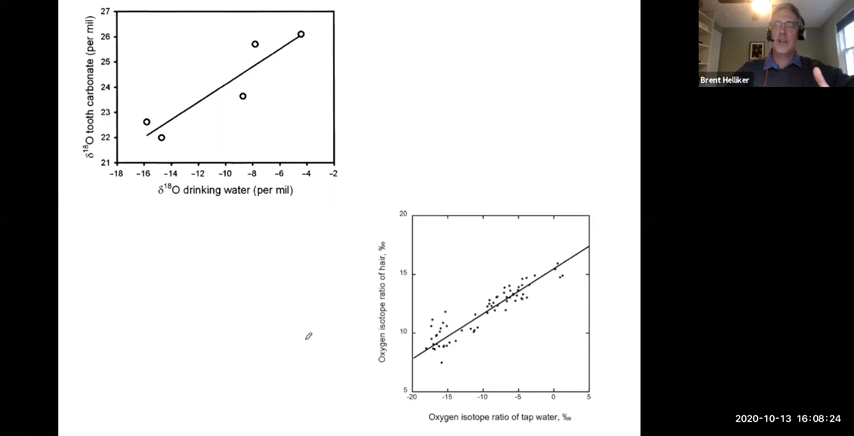 27
26
25
24
23
22
21
δ18O tooth carbonate (per mil)
−18 −16 −14 −12 −10 −8 −6 −4 −2
δ18O drinking water (per mil)
Brent Helliker
20
15
10
5
Oxygen isotope ratio of hair, ‰
-20 -15 -10 -5 0 5
Oxygen isotope ratio of tap water, ‰
2020-10-13 16:08:24